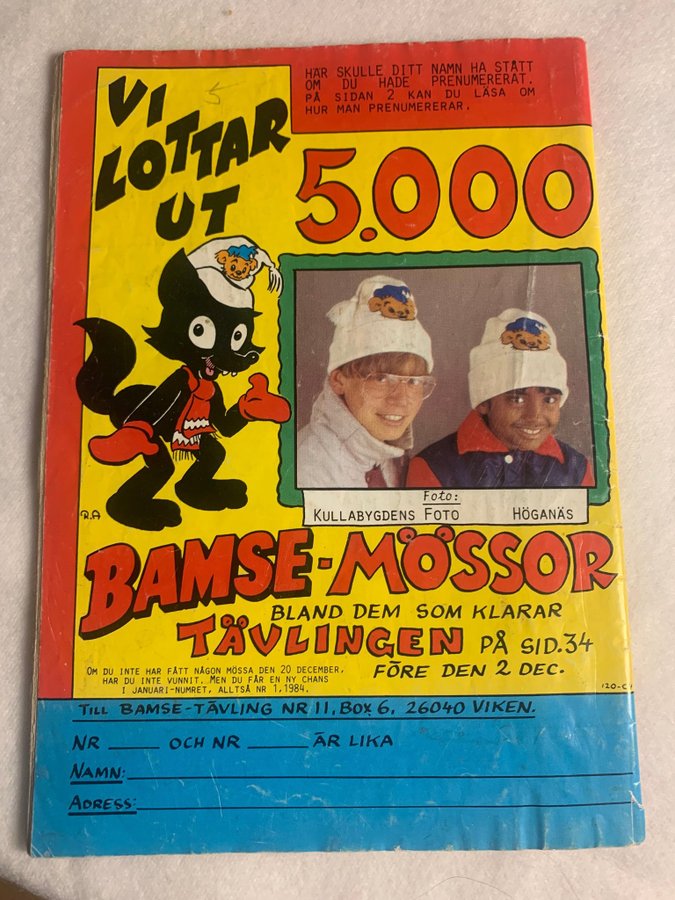 VI
LOTTAR
UT
HÄR SKULLE DITT NAMN HA STÅTT
OM DU HADE PRENUMERERAT.
PÅ SIDAN 2 KAN DU LÄSA OM
HUR MAN PRENUMERERAR.
5.000
Foto:
KULLABYGDENS FOTO HÖGANÄS
R.A
BAMSE-MÖSSOR
BLAND DEM SOM KLARAR
TÄVLINGEN PÅ SID.34
FÖRE DEN 2 DEC.
OM DU INTE HAR FÅTT NÅGON MÖSSA DEN 20 DECEMBER,
HAR DU INTE VUNNIT. MEN DU FÅR EN NY CHANS
I JANUARI-NUMRET, ALLTSÅ NR 1,1984.
TILL BAMSE-TÄVLING NR 11, BOX 6, 26040 VIKEN.
NR OCH NR ÄR LIKA
NAMN:
ADRESS: